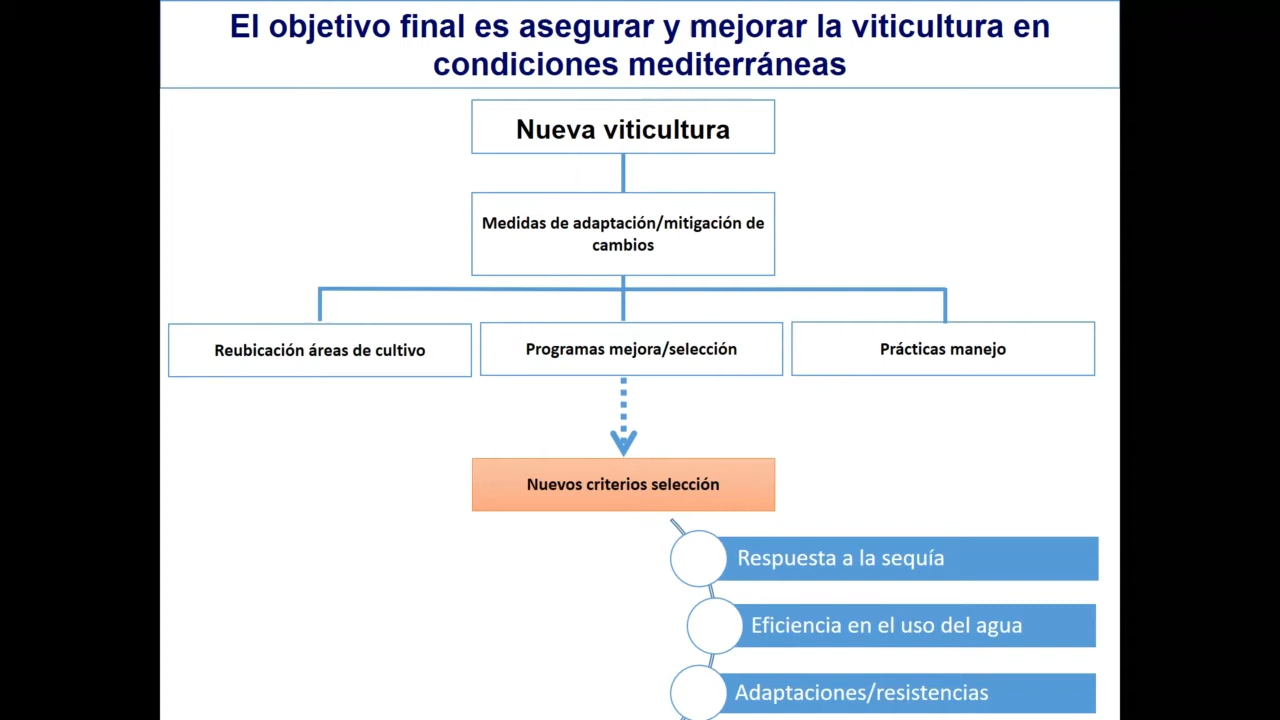 El objetivo final es asegurar y mejorar la viticultura en
condiciones mediterráneas
Nueva viticultura
Medidas de adaptación/mitigación de
cambios
Reubicación áreas de cultivo
Programas mejora/selección
Prácticas manejo
Nuevos criterios selección
Respuesta a la sequía
Eficiencia en el uso del agua
Adaptaciones/resistencias